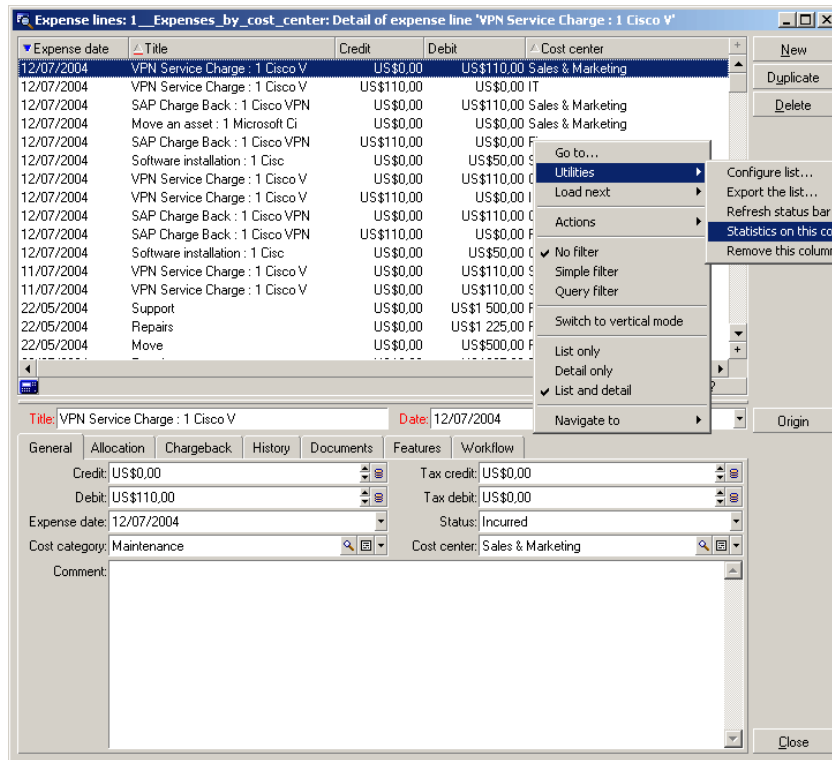 Expense lines: 1__Expenses_by_cost_center: Detail of expense line 'VPN Service Charge : 1 Cisco V'
Expense date Title Credit Debit Cost center
12/07/2004 VPN Service Charge : 1 Cisco V US$0,00 US$110,00 Sales & Marketing
12/07/2004 VPN Service Charge : 1 Cisco V US$110,00 US$0,00 IT
12/07/2004 SAP Charge Back : 1 Cisco VPN US$0,00 US$110,00 Sales & Marketing
12/07/2004 Move an asset : 1 Microsoft Ci US$0,00 US$0,00 Sales & Marketing
12/07/2004 SAP Charge Back : 1 Cisco VPN US$110,00 US$0,00
12/07/2004 Software installation : 1 Cisc US$0,00 US$50,00 S
12/07/2004 VPN Service Charge : 1 Cisco V US$0,00 US$110,00
12/07/2004 VPN Service Charge : 1 Cisco V US$110,00 US$0,00 I
12/07/2004 SAP Charge Back : 1 Cisco VPN US$0,00 US$110,00
12/07/2004 SAP Charge Back : 1 Cisco VPN US$110,00 US$0,00 F
12/07/2004 Software installation : 1 Cisc US$0,00 US$50,00
11/07/2004 VPN Service Charge : 1 Cisco V US$0,00 US$110,00 S
11/07/2004 VPN Service Charge : 1 Cisco V US$0,00 US$110,00 S
22/05/2004 Support US$0,00 US$1 500,00 F
22/05/2004 Repairs US$0,00 US$1 225,00 F
22/05/2004 Move US$0,00 US$500,00 F
New
Duplicate
Delete
Go to...
Utilities
Load next
Actions
No filter
Simple filter
Query filter
Switch to vertical mode
List only
Detail only
List and detail
Navigate to
Configure list...
Export the list...
Refresh status bar
Statistics on this co
Remove this column
Title: VPN Service Charge : 1 Cisco V Date: 12/07/2004
Origin
General Allocation Chargeback History Documents Features Workflow
Credit: US$0,00 Tax credit: US$0,00
Debit: US$110,00 Tax debit: US$0,00
Expense date: 12/07/2004 Status: Incurred
Cost category: Maintenance Cost center: Sales & Marketing
Comment:
Close